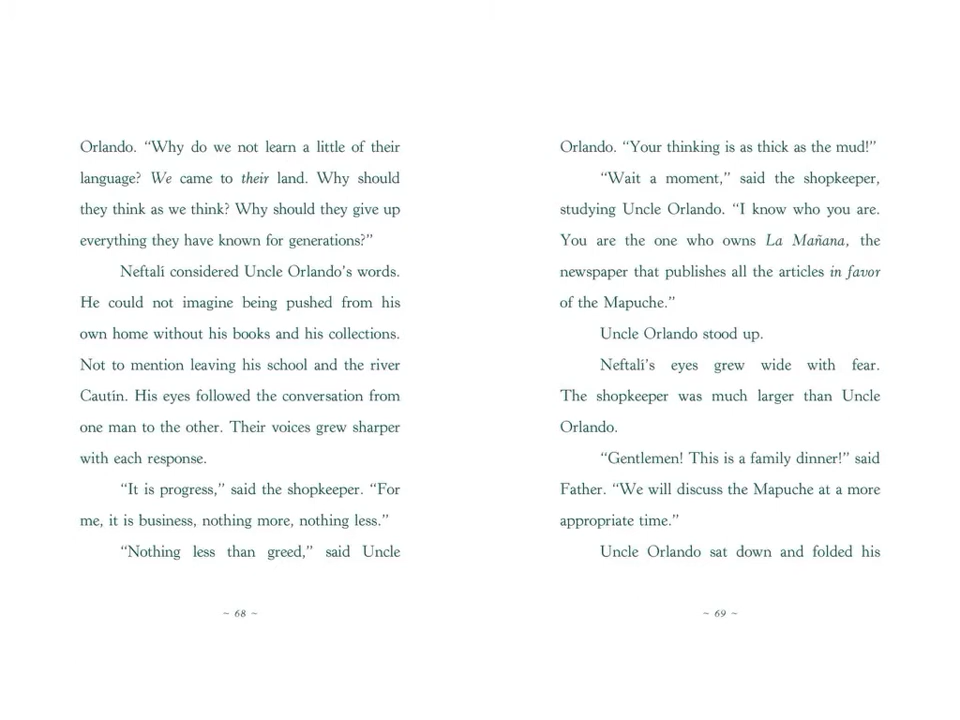 Orlando. “Why do we not learn a little of their
language? We came to their land. Why should
they think as we think? Why should they give up
everything they have known for generations?”
Neftalí considered Uncle Orlando’s words.
He could not imagine being pushed from his
own home without his books and his collections.
Not to mention leaving his school and the river
Cautín. His eyes followed the conversation from
one man to the other. Their voices grew sharper
with each response.
“It is progress,” said the shopkeeper. “For
me, it is business, nothing more, nothing less.”
“Nothing less than greed,” said Uncle
~ 68 ~
Orlando. “Your thinking is as thick as the mud!”
“Wait a moment,” said the shopkeeper,
studying Uncle Orlando. “I know who you are.
You are the one who owns La Mañana, the
newspaper that publishes all the articles in favor
of the Mapuche.”
Uncle Orlando stood up.
Neftalí’s eyes grew wide with fear.
The shopkeeper was much larger than Uncle
Orlando.
“Gentlemen! This is a family dinner!” said
Father. “We will discuss the Mapuche at a more
appropriate time.”
Uncle Orlando sat down and folded his
~ 69 ~